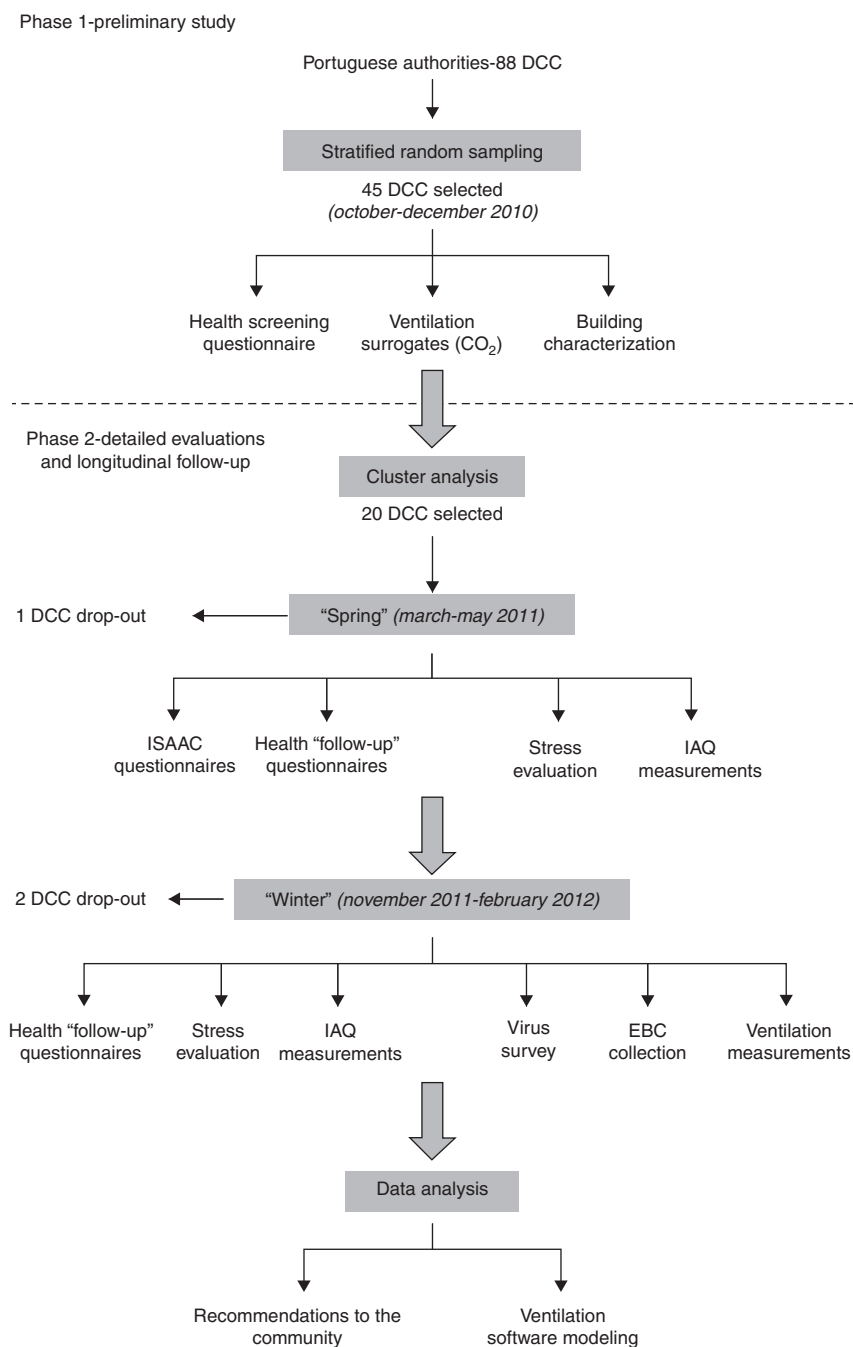 Phase 1-preliminary study
Portuguese authorities-88 DCC
Stratified random sampling
45 DCC selected
(october-december 2010)
Health screening
questionnaire
Ventilation
surrogates (CO₂)
Building
characterization
Phase 2-detailed evaluations
and longitudinal follow-up
Cluster analysis
20 DCC selected
1 DCC drop-out
“Spring” (march-may 2011)
ISAAC
questionnaires
Health “follow-up”
questionnaires
Stress
evaluation
IAQ
measurements
2 DCC drop-out
“Winter” (november 2011-february 2012)
Health “follow-up”
questionnaires
Stress
evaluation
IAQ
measurements
Virus
survey
EBC
collection
Ventilation
measurements
Data analysis
Recommendations to the
community
Ventilation
software modeling